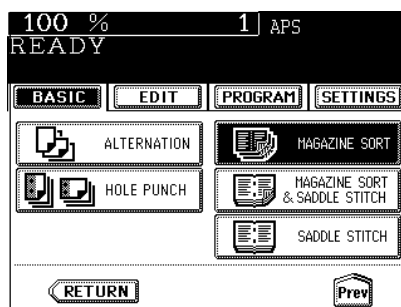 100 % 1 APS
READY
BASIC EDIT PROGRAM SETTINGS
ALTERNATION
MAGAZINE SORT
HOLE PUNCH
MAGAZINE SORT
& SADDLE STITCH
SADDLE STITCH
RETURN
Prev